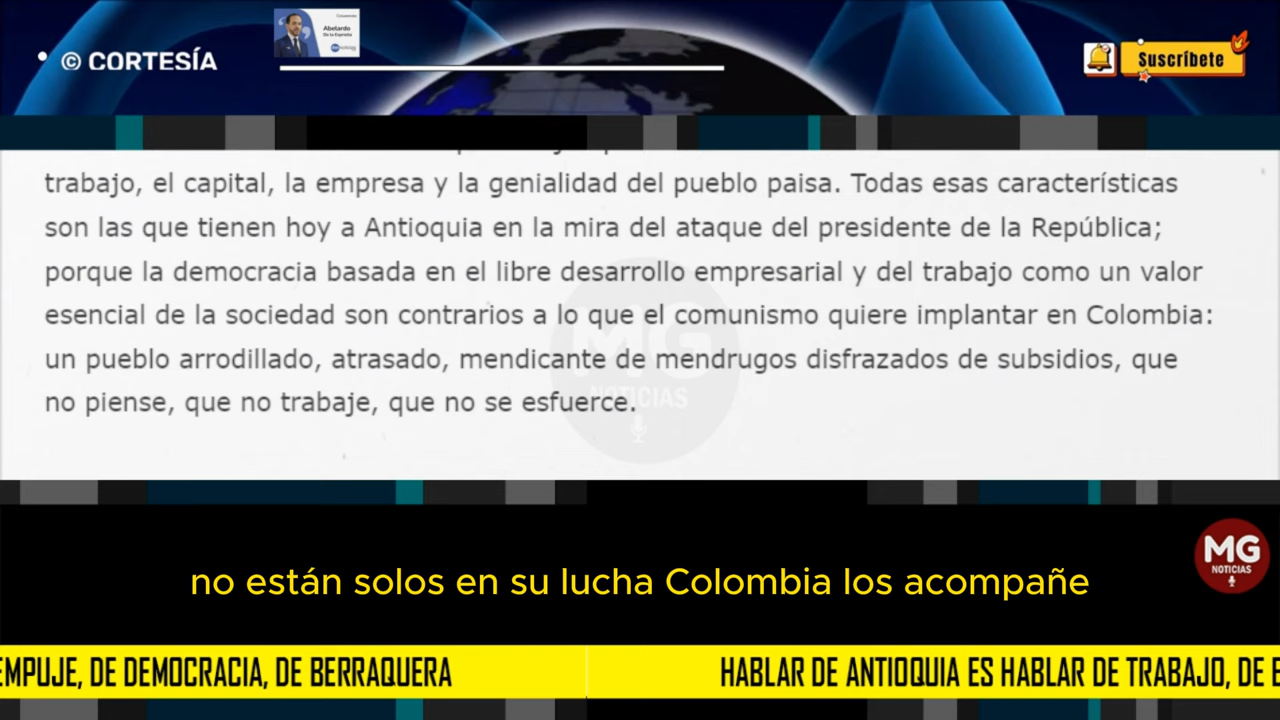 © CORTESÍA
Columnista
Abelardo
De la Espriella
Suscríbete
trabajo, el capital, la empresa y la genialidad del pueblo paisa. Todas esas características
son las que tienen hoy a Antioquia en la mira del ataque del presidente de la República;
porque la democracia basada en el libre desarrollo empresarial y del trabajo como un valor
esencial de la sociedad son contrarios a lo que el comunismo quiere implantar en Colombia:
un pueblo arrodillado, atrasado, mendicante de mendrugos disfrazados de subsidios, que
no piense, que no trabaje, que no se esfuerce.
MG
NOTICIAS
no están solos en su lucha Colombia los acompañe
MG
NOTICIAS
EMPUJE, DE DEMOCRACIA, DE BERRAQUERA
HABLAR DE ANTIOQUIA ES HABLAR DE TRABAJO, DE E